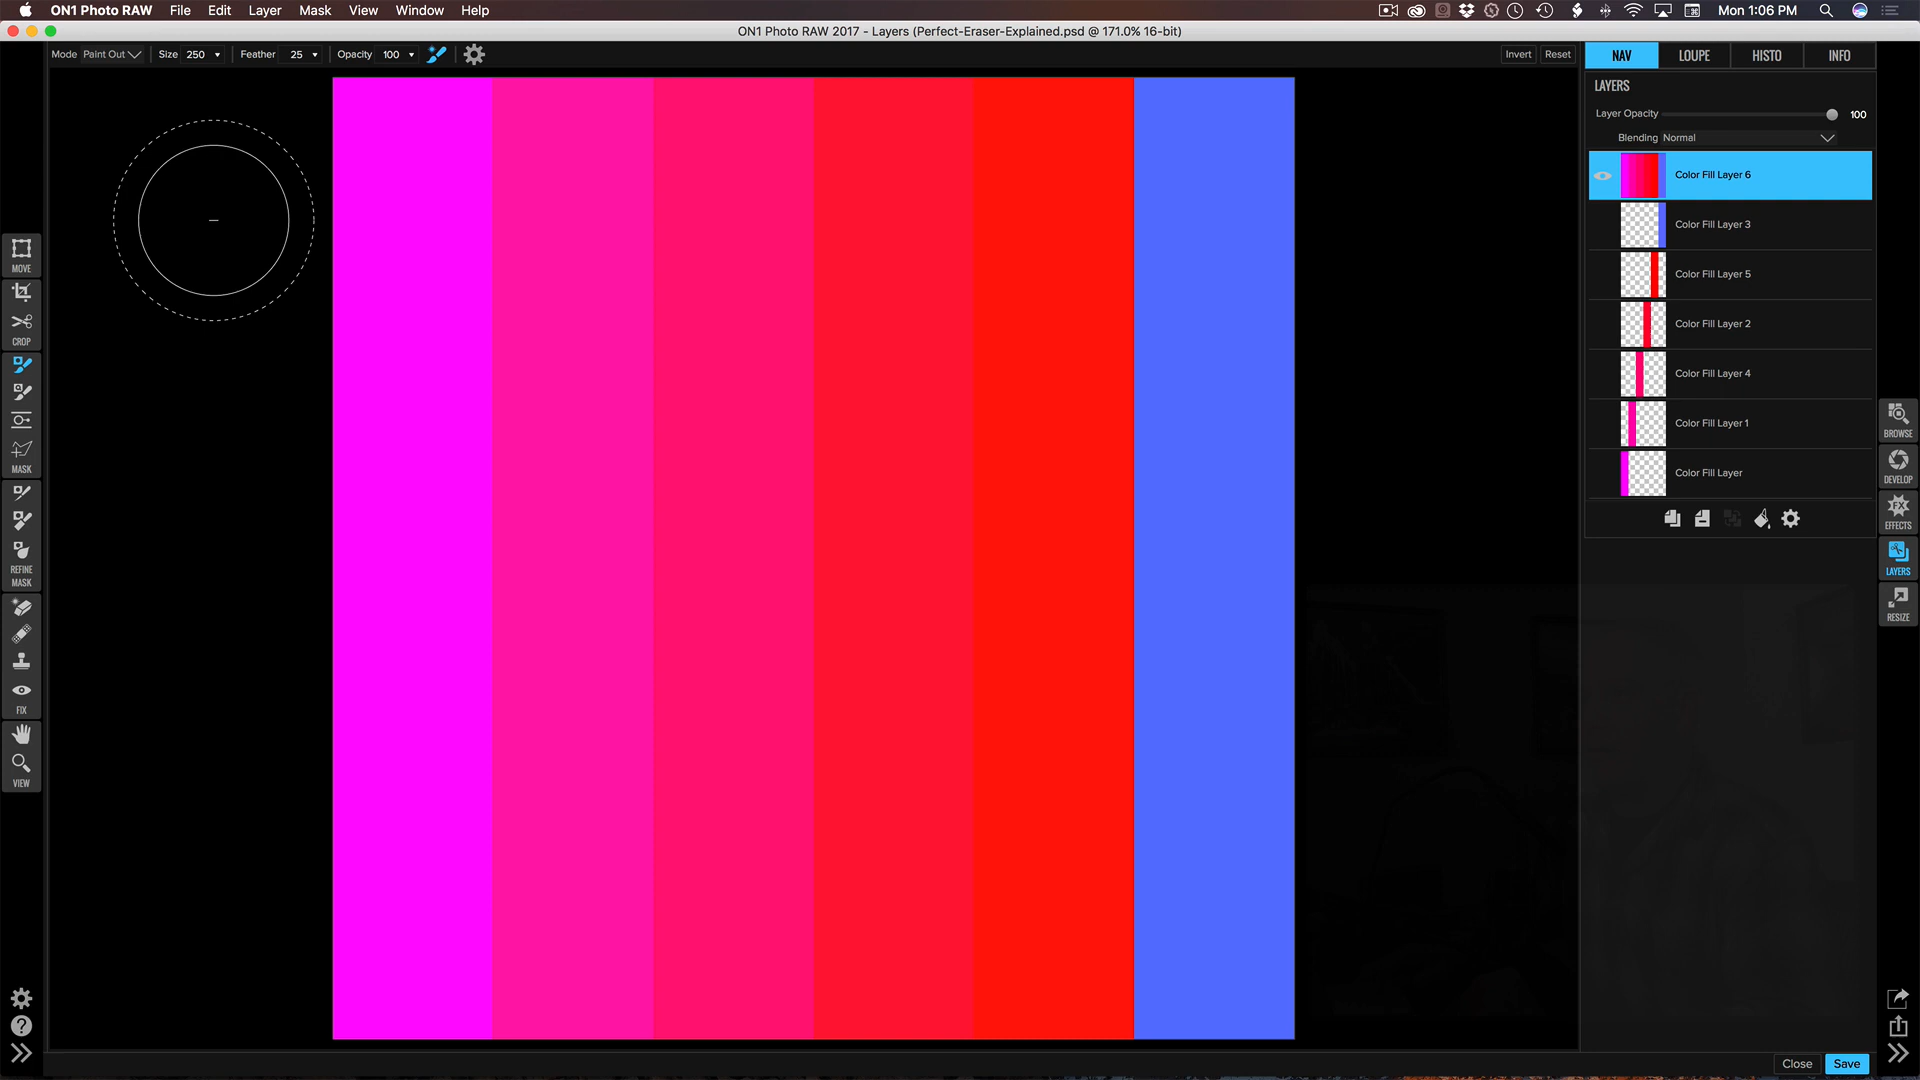 ON1 Photo RAW File Edit Layer Mask View Window Help Mon 1:06 PM
ON1 Photo RAW 2017 - Layers (Perfect-Eraser-Explained.psd @ 171.0% 16-bit)
Mode Paint Out Size 250 Feather 25 Opacity 100 Invert Reset
NAV LOUPE HISTO INFO
LAYERS
Layer Opacity 100
Blending Normal
Color Fill Layer 6
Color Fill Layer 3
Color Fill Layer 5
Color Fill Layer 2
Color Fill Layer 4
Color Fill Layer 1
Color Fill Layer
MOVE
CROP
MASK
REFINE
MASK
FIX
VIEW
BROWSE
DEVELOP
FX
EFFECTS
LAYERS
RESIZE
Close Save